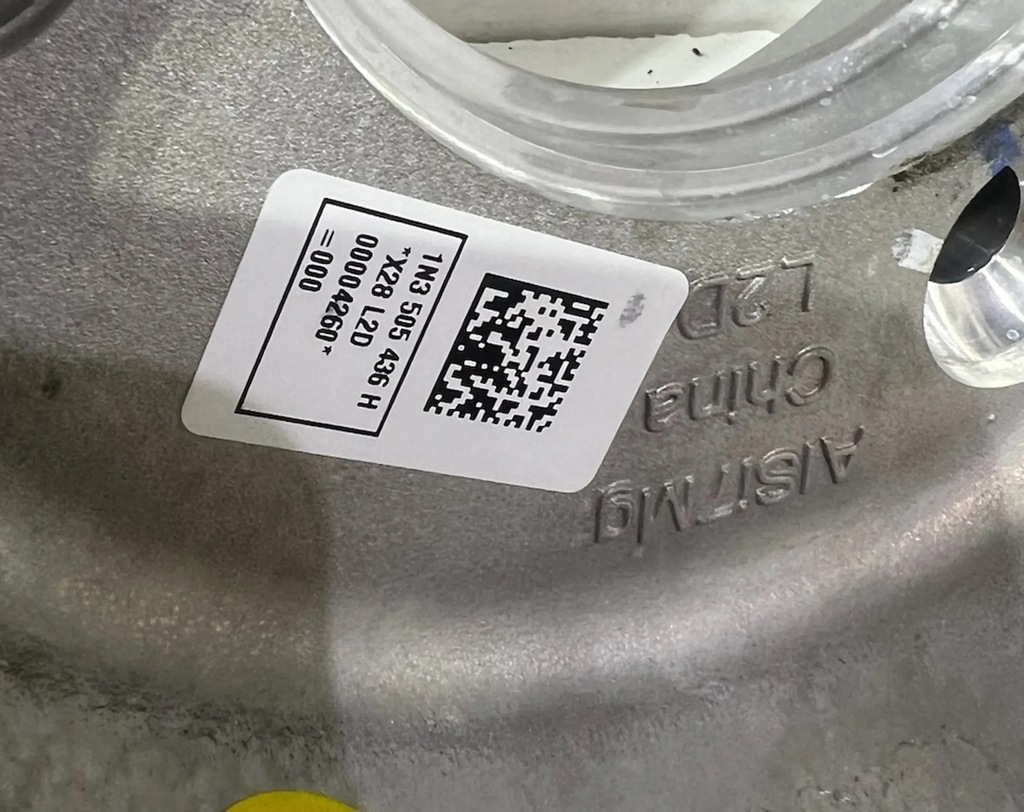 1N3 505 436 H
*X28 L2D
00004260*
=000
L2D
China
AlSi7Mg